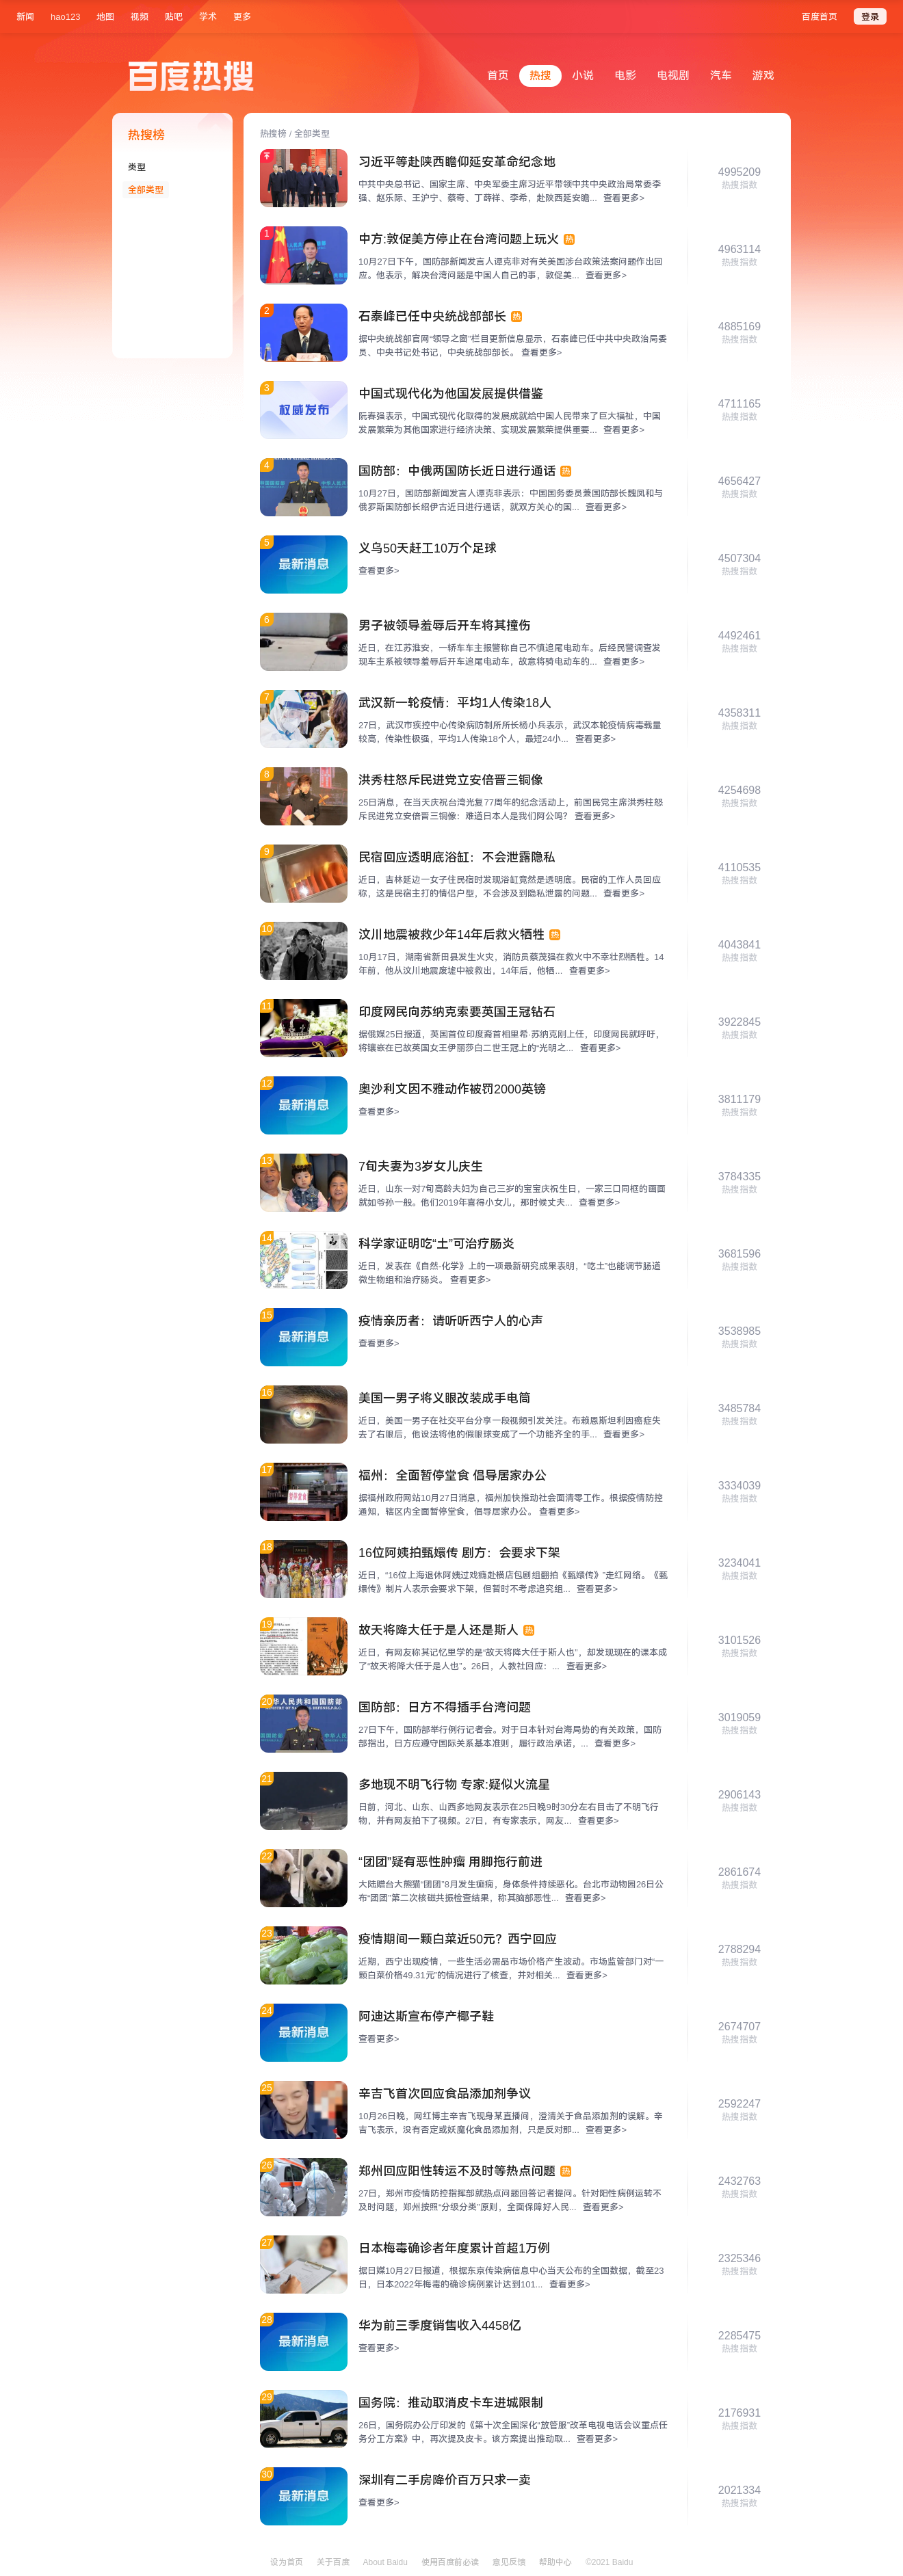 新闻 hao123 地图 视频 贴吧 学术 更多 百度首页 登录
百度热搜 首页 热搜 小说 电影 电视剧 汽车 游戏
热搜榜
类型
全部类型
热搜榜 / 全部类型
习近平等赴陕西瞻仰延安革命纪念地
中共中央总书记、国家主席、中央军委主席习近平带领中共中央政治局常委李
强、赵乐际、王沪宁、蔡奇、丁薛祥、李希，赴陕西延安瞻... 查看更多>
4995209
热搜指数
1
中方:敦促美方停止在台湾问题上玩火 热
10月27日下午，国防部新闻发言人谭克非对有关美国涉台政策法案问题作出回
应。他表示，解决台湾问题是中国人自己的事，敦促美... 查看更多>
4963114
热搜指数
2
石泰峰已任中央统战部部长 热
据中央统战部官网“领导之窗”栏目更新信息显示，石泰峰已任中共中央政治局委
员、中央书记处书记，中央统战部部长。 查看更多>
4885169
热搜指数
3
权威发布
中国式现代化为他国发展提供借鉴
阮春强表示，中国式现代化取得的发展成就给中国人民带来了巨大福祉，中国
发展繁荣为其他国家进行经济决策、实现发展繁荣提供重要... 查看更多>
4711165
热搜指数
4
国防部：中俄两国防长近日进行通话 热
10月27日，国防部新闻发言人谭克非表示：中国国务委员兼国防部长魏凤和与
俄罗斯国防部长绍伊古近日进行通话，就双方关心的国... 查看更多>
4656427
热搜指数
5
最新消息
义乌50天赶工10万个足球
查看更多>
4507304
热搜指数
6
男子被领导羞辱后开车将其撞伤
近日，在江苏淮安，一轿车车主报警称自己不慎追尾电动车。后经民警调查发
现车主系被领导羞辱后开车追尾电动车，故意将骑电动车的... 查看更多>
4492461
热搜指数
7
武汉新一轮疫情：平均1人传染18人
27日，武汉市疾控中心传染病防制所所长杨小兵表示，武汉本轮疫情病毒载量
较高，传染性极强，平均1人传染18个人，最短24小... 查看更多>
4358311
热搜指数
8
洪秀柱怒斥民进党立安倍晋三铜像
25日消息，在当天庆祝台湾光复77周年的纪念活动上，前国民党主席洪秀柱怒
斥民进党立安倍晋三铜像：难道日本人是我们阿公吗？ 查看更多>
4254698
热搜指数
9
民宿回应透明底浴缸：不会泄露隐私
近日，吉林延边一女子住民宿时发现浴缸竟然是透明底。民宿的工作人员回应
称，这是民宿主打的情侣户型，不会涉及到隐私泄露的问题... 查看更多>
4110535
热搜指数
10
汶川地震被救少年14年后救火牺牲 热
10月17日，湖南省新田县发生火灾，消防员蔡茂强在救火中不幸壮烈牺牲。14
年前，他从汶川地震废墟中被救出，14年后，他牺... 查看更多>
4043841
热搜指数
11
印度网民向苏纳克索要英国王冠钻石
据俄媒25日报道，英国首位印度裔首相里希·苏纳克刚上任，印度网民就呼吁，
将镶嵌在已故英国女王伊丽莎白二世王冠上的“光明之... 查看更多>
3922845
热搜指数
12
最新消息
奥沙利文因不雅动作被罚2000英镑
查看更多>
3811179
热搜指数
13
7旬夫妻为3岁女儿庆生
近日，山东一对7旬高龄夫妇为自己三岁的宝宝庆祝生日，一家三口同框的画面
就如爷孙一般。他们2019年喜得小女儿，那时候丈夫... 查看更多>
3784335
热搜指数
14
科学家证明吃“土”可治疗肠炎
近日，发表在《自然-化学》上的一项最新研究成果表明，“吃土”也能调节肠道
微生物组和治疗肠炎。 查看更多>
3681596
热搜指数
15
最新消息
疫情亲历者：请听听西宁人的心声
查看更多>
3538985
热搜指数
16
美国一男子将义眼改装成手电筒
近日，美国一男子在社交平台分享一段视频引发关注。布赖恩斯坦利因癌症失
去了右眼后，他设法将他的假眼球变成了一个功能齐全的手... 查看更多>
3485784
热搜指数
17
福州：全面暂停堂食 倡导居家办公
据福州政府网站10月27日消息，福州加快推动社会面清零工作。根据疫情防控
通知，辖区内全面暂停堂食，倡导居家办公。 查看更多>
3334039
热搜指数
18
16位阿姨拍甄嬛传 剧方：会要求下架
近日，“16位上海退休阿姨过戏瘾赴横店包剧组翻拍《甄嬛传》”走红网络。《甄
嬛传》制片人表示会要求下架，但暂时不考虑追究组... 查看更多>
3234041
热搜指数
19
故天将降大任于是人还是斯人 热
近日，有网友称其记忆里学的是“故天将降大任于斯人也”，却发现现在的课本成
了“故天将降大任于是人也”。26日，人教社回应：... 查看更多>
3101526
热搜指数
20
国防部：日方不得插手台湾问题
27日下午，国防部举行例行记者会。对于日本针对台海局势的有关政策，国防
部指出，日方应遵守国际关系基本准则，履行政治承诺，... 查看更多>
3019059
热搜指数
21
多地现不明飞行物 专家:疑似火流星
日前，河北、山东、山西多地网友表示在25日晚9时30分左右目击了不明飞行
物，并有网友拍下了视频。27日，有专家表示，网友... 查看更多>
2906143
热搜指数
22
“团团”疑有恶性肿瘤 用脚拖行前进
大陆赠台大熊猫“团团”8月发生癫痫，身体条件持续恶化。台北市动物园26日公
布“团团”第二次核磁共振检查结果，称其脑部恶性... 查看更多>
2861674
热搜指数
23
疫情期间一颗白菜近50元？西宁回应
近期，西宁出现疫情，一些生活必需品市场价格产生波动。市场监管部门对“一
颗白菜价格49.31元”的情况进行了核查，并对相关... 查看更多>
2788294
热搜指数
24
最新消息
阿迪达斯宣布停产椰子鞋
查看更多>
2674707
热搜指数
25
辛吉飞首次回应食品添加剂争议
10月26日晚，网红博主辛吉飞现身某直播间，澄清关于食品添加剂的误解。辛
吉飞表示，没有否定或妖魔化食品添加剂，只是反对那... 查看更多>
2592247
热搜指数
26
郑州回应阳性转运不及时等热点问题 热
27日，郑州市疫情防控指挥部就热点问题回答记者提问。针对阳性病例运转不
及时问题，郑州按照“分级分类”原则，全面保障好人民... 查看更多>
2432763
热搜指数
27
日本梅毒确诊者年度累计首超1万例
据日媒10月27日报道，根据东京传染病信息中心当天公布的全国数据，截至23
日，日本2022年梅毒的确诊病例累计达到101... 查看更多>
2325346
热搜指数
28
最新消息
华为前三季度销售收入4458亿
查看更多>
2285475
热搜指数
29
国务院：推动取消皮卡车进城限制
26日，国务院办公厅印发的《第十次全国深化“放管服”改革电视电话会议重点任
务分工方案》中，再次提及皮卡。该方案提出推动取... 查看更多>
2176931
热搜指数
30
最新消息
深圳有二手房降价百万只求一卖
查看更多>
2021334
热搜指数
设为首页 关于百度 About Baidu 使用百度前必读 意见反馈 帮助中心 ©2021 Baidu